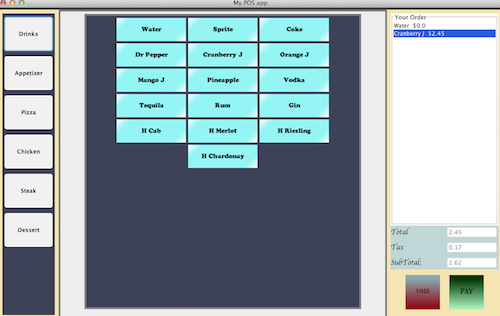 My POS.app
Drinks
Appetizer
Pizza
Chicken
Steak
Dessert
Water Sprite Coke
Dr Pepper Cranberry J Orange J
Mango J Pineapple Vodka
Tequila Rum Gin
H Cab H Merlot H Riesling
H Chardonay
Your Order
Water $0.0
Cranberry J $2.45
Total 2.45
Tax 0.17
SubTotal: 2.62
VOID PAY